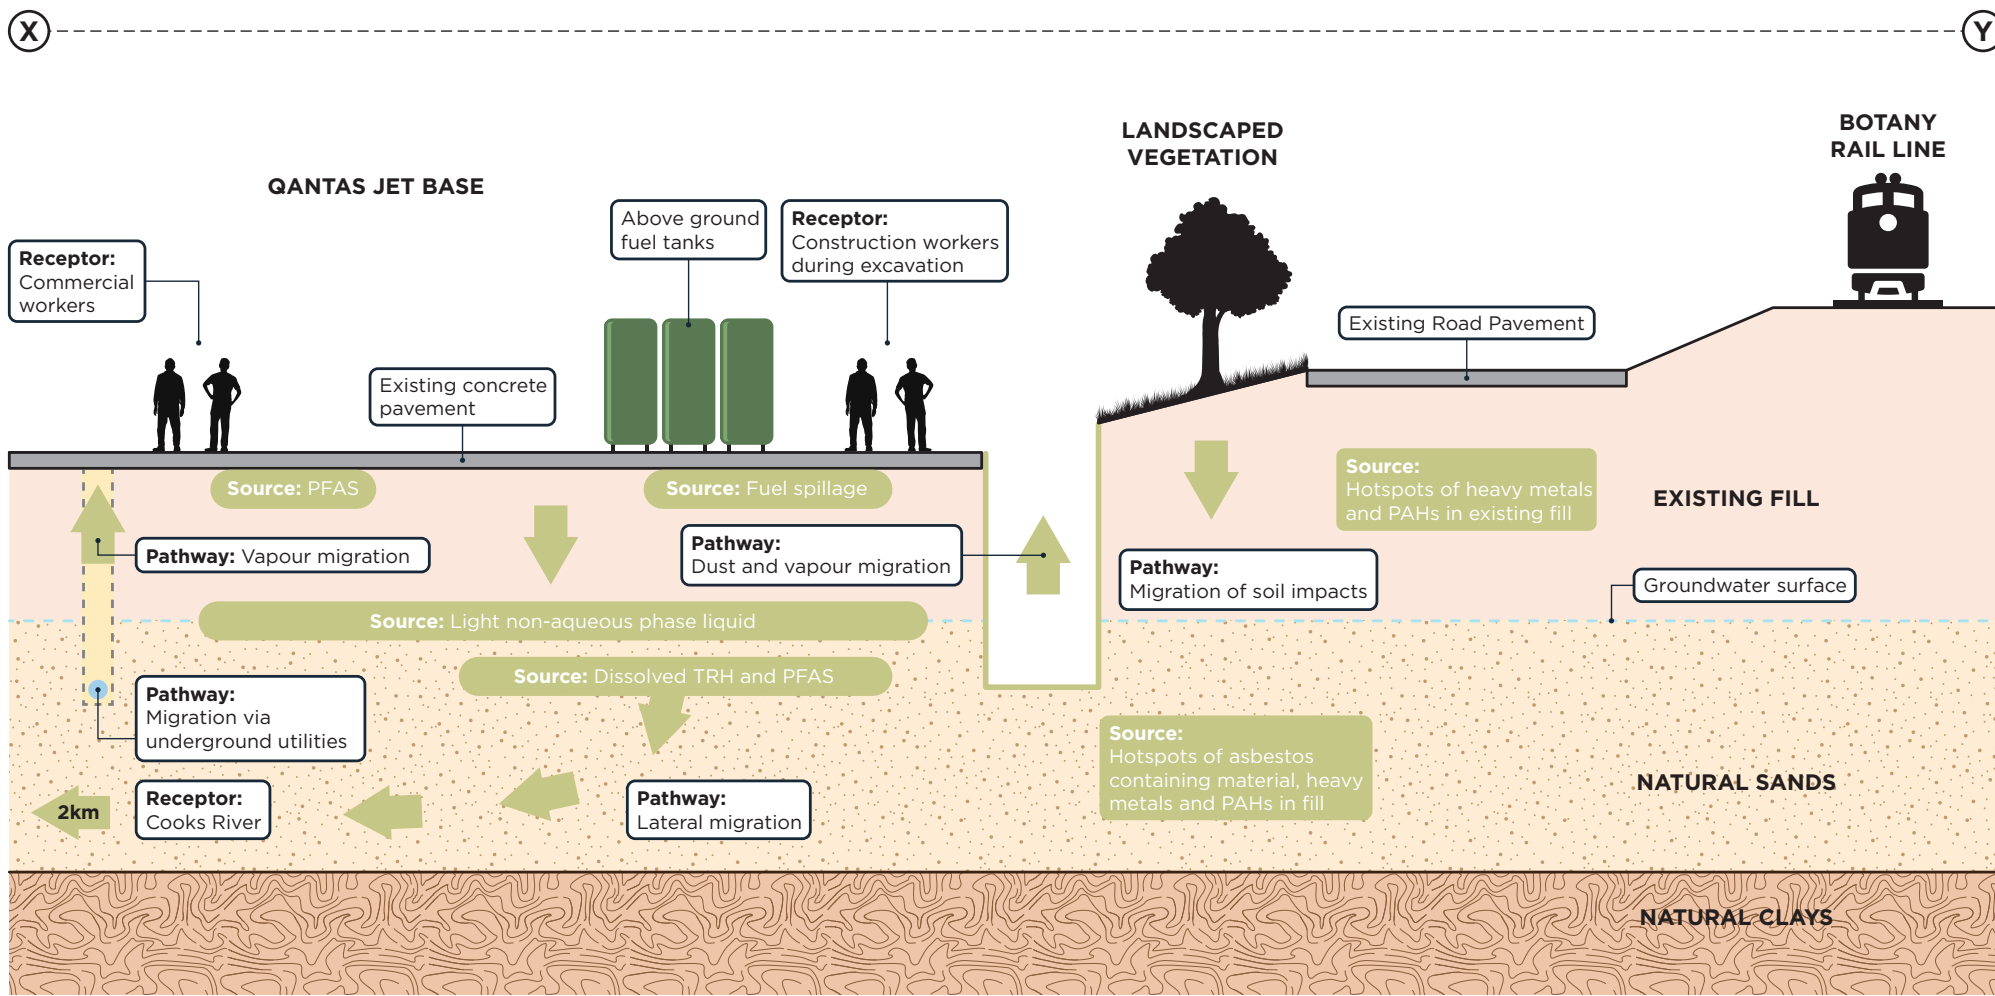 X
Y
LANDSCAPED
VEGETATION
BOTANY
RAIL LINE
QANTAS JET BASE
Receptor:
Commercial
workers
Above ground
fuel tanks
Receptor:
Construction workers
during excavation
Existing concrete
pavement
Existing Road Pavement
Source: PFAS
Source: Fuel spillage
Source:
Hotspots of heavy metals
and PAHs in existing fill
EXISTING FILL
Pathway: Vapour migration
Pathway:
Dust and vapour migration
Pathway:
Migration of soil impacts
Groundwater surface
Source: Light non-aqueous phase liquid
Source: Dissolved TRH and PFAS
Pathway:
Migration via
underground utilities
Source:
Hotspots of asbestos
containing material, heavy
metals and PAHs in fill
NATURAL SANDS
2km
Receptor:
Cooks River
Pathway:
Lateral migration
NATURAL CLAYS